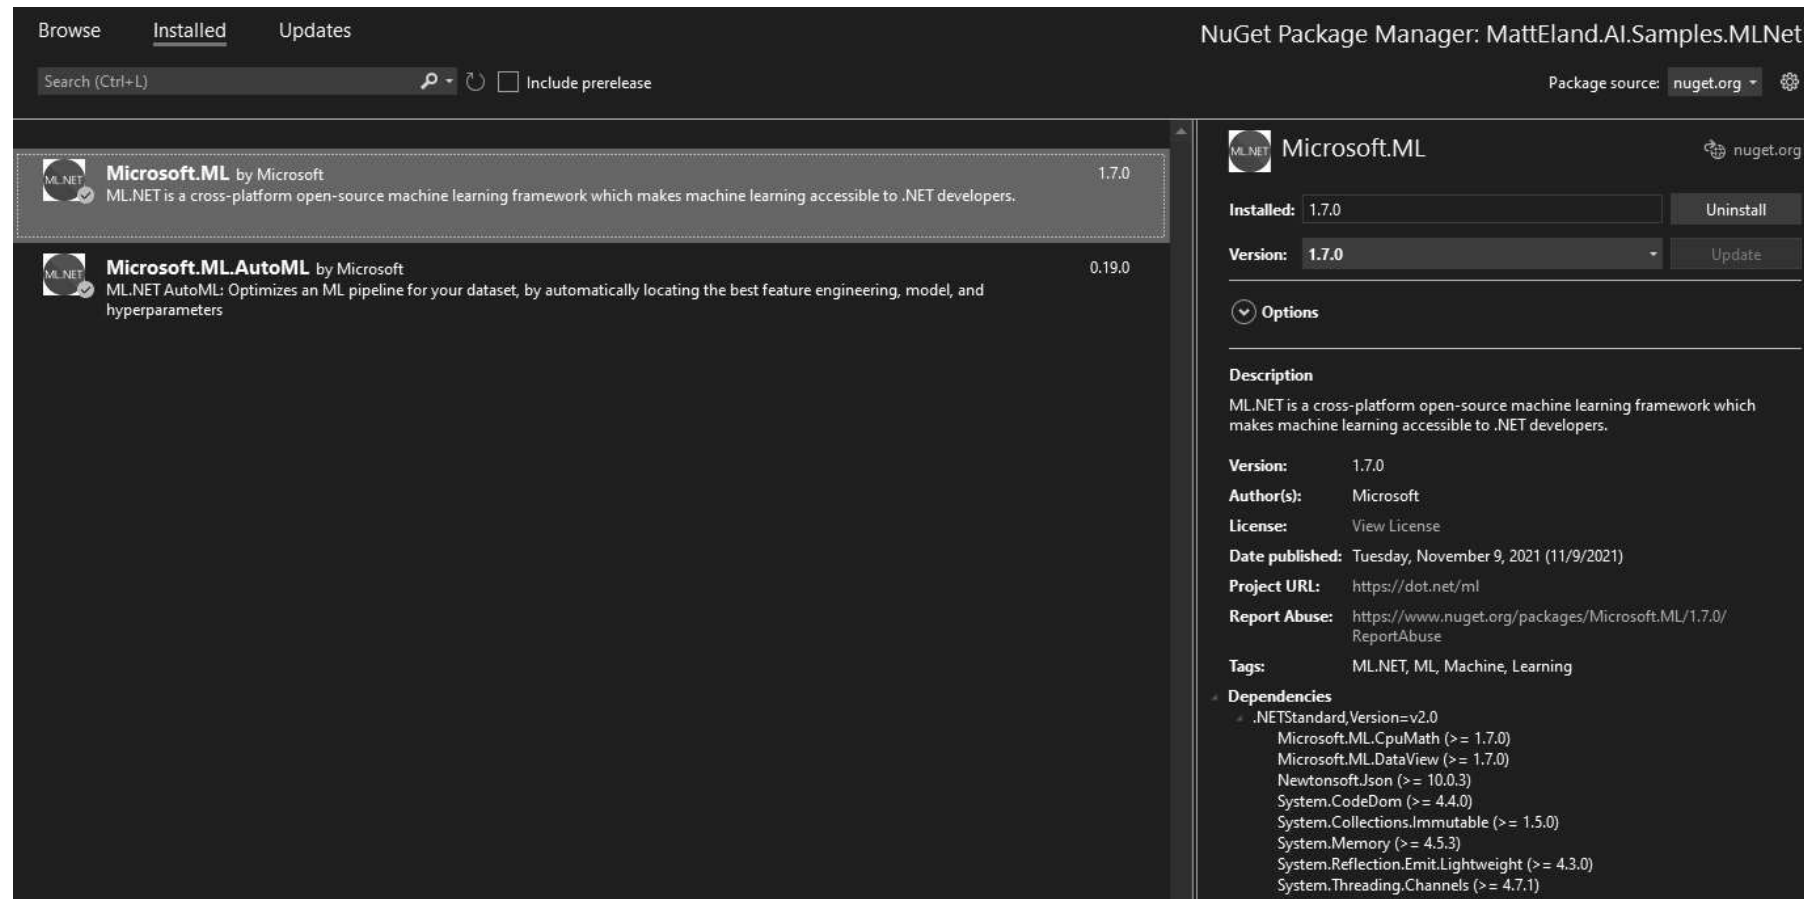 Browse Installed Updates
NuGet Package Manager: MattEland.AI.Samples.MLNet
Search (Ctrl+L)
Include prerelease
Package source: nuget.org
ML.NET
Microsoft.ML by Microsoft 1.7.0
ML.NET is a cross-platform open-source machine learning framework which makes machine learning accessible to .NET developers.
ML.NET
Microsoft.ML.AutoML by Microsoft 0.19.0
ML.NET AutoML: Optimizes an ML pipeline for your dataset, by automatically locating the best feature engineering, model, and
hyperparameters
ML.NET
Microsoft.ML nuget.org
Installed: 1.7.0 Uninstall
Version: 1.7.0 Update
Options
Description
ML.NET is a cross-platform open-source machine learning framework which
makes machine learning accessible to .NET developers.
Version: 1.7.0
Author(s): Microsoft
License: View License
Date published: Tuesday, November 9, 2021 (11/9/2021)
Project URL: https://dot.net/ml
Report Abuse: https://www.nuget.org/packages/Microsoft.ML/1.7.0/
ReportAbuse
Tags: ML.NET, ML, Machine, Learning
Dependencies
.NETStandard,Version=v2.0
Microsoft.ML.CpuMath (>= 1.7.0)
Microsoft.ML.DataView (>= 1.7.0)
Newtonsoft.Json (>= 10.0.3)
System.CodeDom (>= 4.4.0)
System.Collections.Immutable (>= 1.5.0)
System.Memory (>= 4.5.3)
System.Reflection.Emit.Lightweight (>= 4.3.0)
System.Threading.Channels (>= 4.7.1)